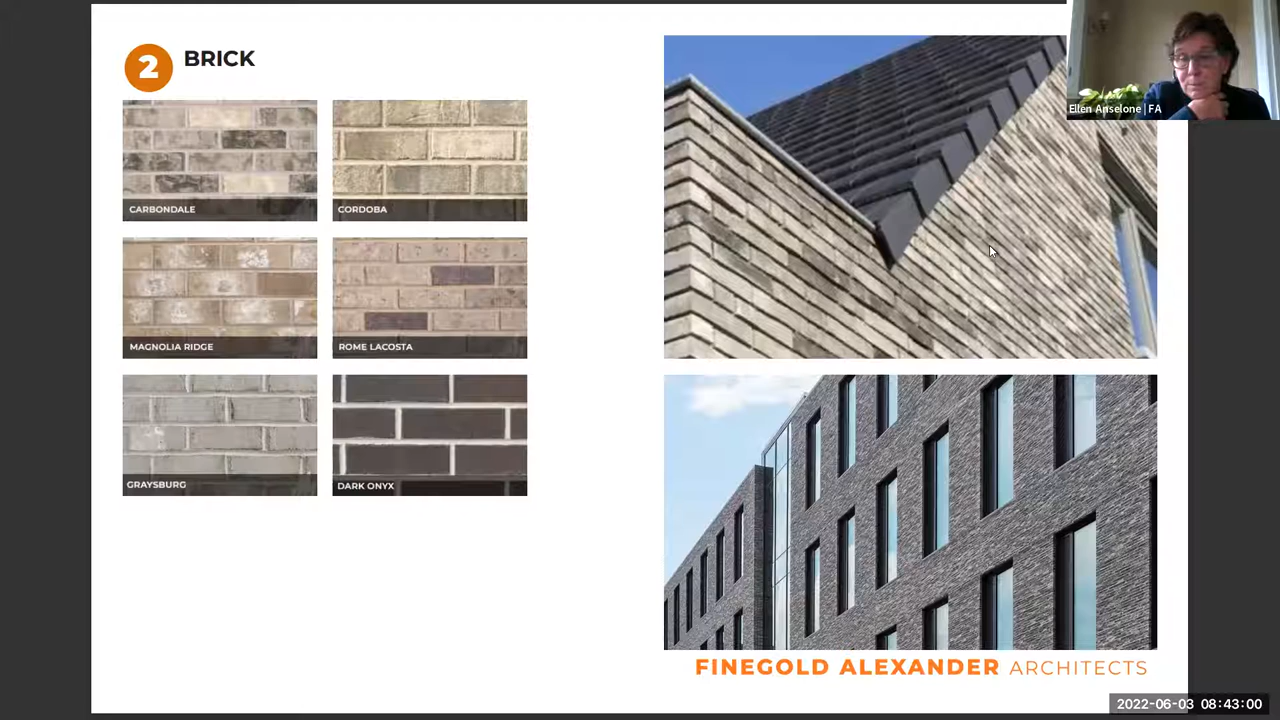 2 BRICK
CARBONDALE
CORDOBA
MAGNOLIA RIDGE
ROME LACOSTA
GRAYSBURG
DARK ONYX
Ellen Anselone | FA
FINEGOLD ALEXANDER ARCHITECTS
2022-06-03 08:43:00